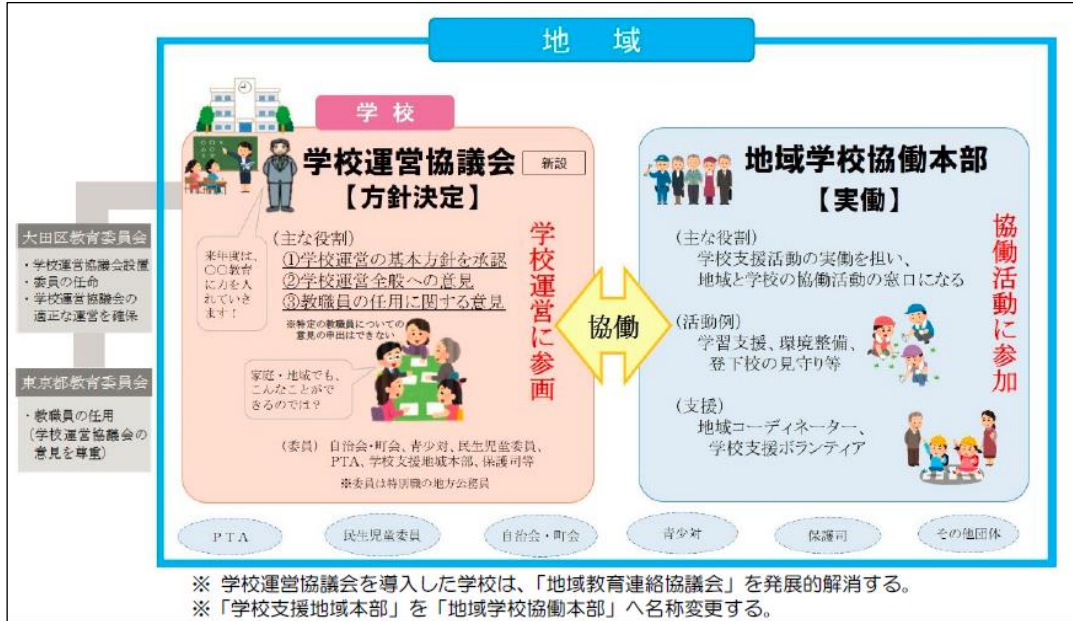 地 域
学 校
学校運営協議会
新設
【方針決定】
来年度は、
〇〇教育
に力を入
れていき
ます！
(主な役割)
①学校運営の基本方針を承認
②学校運営全般への意見
③教職員の任用に関する意見
※特定の教職員についての
意見の申出はできない
家庭・地域でも、
こんなことがで
きるのでは？
(委員) 自治会・町会、青少対、民生児童委員、
PTA、学校支援地域本部、保護司等
※委員は特別職の地方公務員
学校運営に参画
協働
地域学校協働本部
【実働】
(主な役割)
学校支援活動の実働を担い、
地域と学校の協働活動の窓口になる
(活動例)
学習支援、環境整備、
登下校の見守り等
(支援)
地域コーディネーター、
学校支援ボランティア
協働活動に参加
大田区教育委員会
・学校運営協議会設置
・委員の任命
・学校運営協議会の
適正な運営を確保
東京都教育委員会
・教職員の任用
(学校運営協議会の
意見を尊重)
PTA
民生児童委員
自治会・町会
青少対
保護司
その他団体
※ 学校運営協議会を導入した学校は、「地域教育連絡協議会」を発展的解消する。
※「学校支援地域本部」を「地域学校協働本部」へ名称変更する。